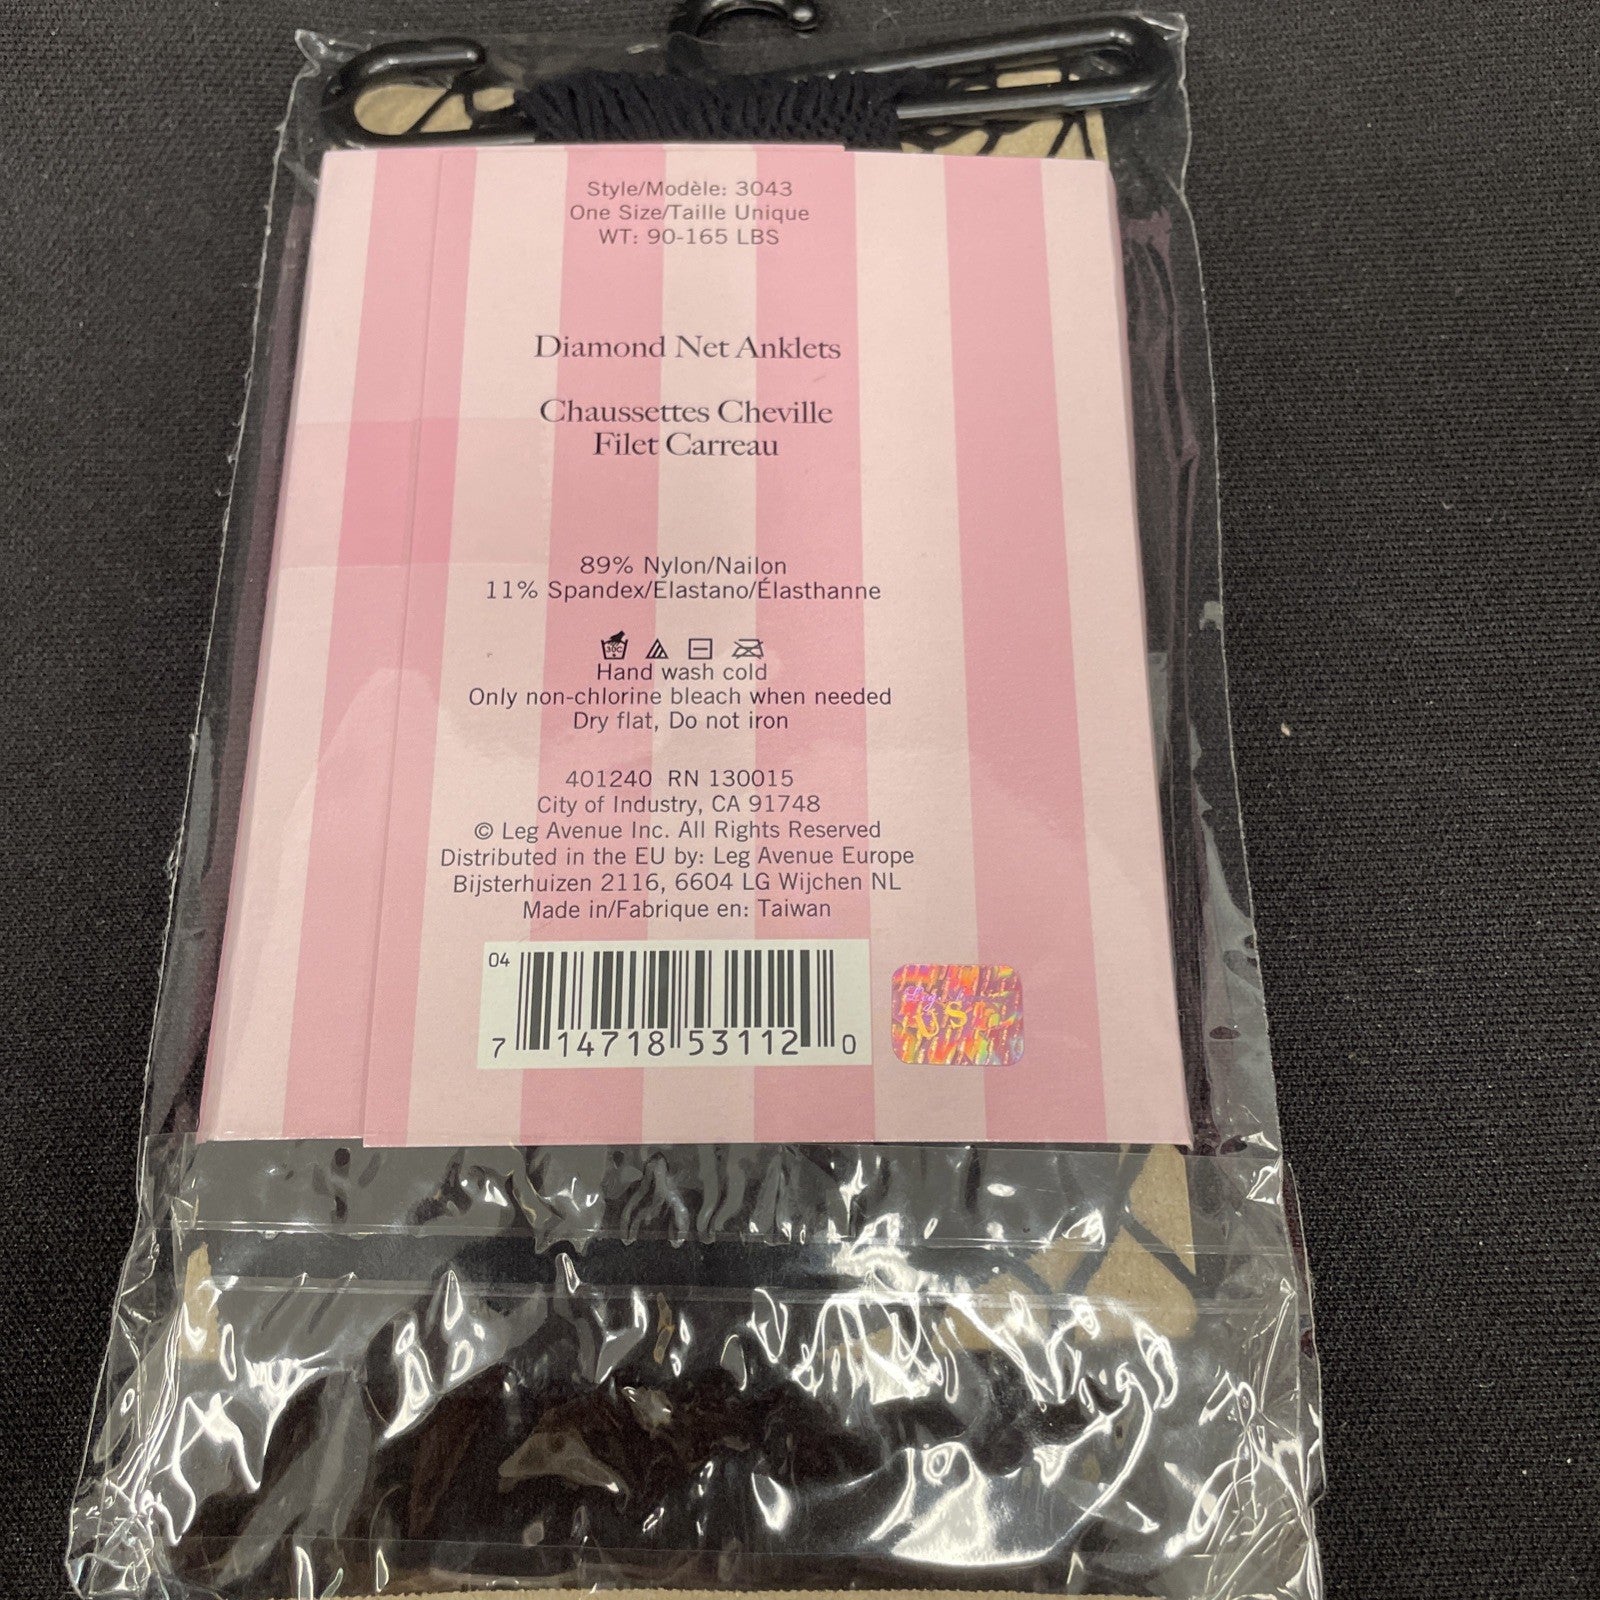 Style/Modèle: 3043
One Size/Taille Unique
WT: 90-165 LBS
Diamond Net Anklets
Chaussettes Cheville
Filet Carreau
89% Nylon/Nailon
11% Spandex/Elastano/Élasthanne
30C
Hand wash cold
Only non-chlorine bleach when needed
Dry flat, Do not iron
401240 RN 130015
City of Industry, CA 91748
© Leg Avenue Inc. All Rights Reserved
Distributed in the EU by: Leg Avenue Europe
Bijsterhuizen 2116, 6604 LG Wijchen NL
Made in/Fabrique en: Taiwan
04
7 14718 53112 0
US